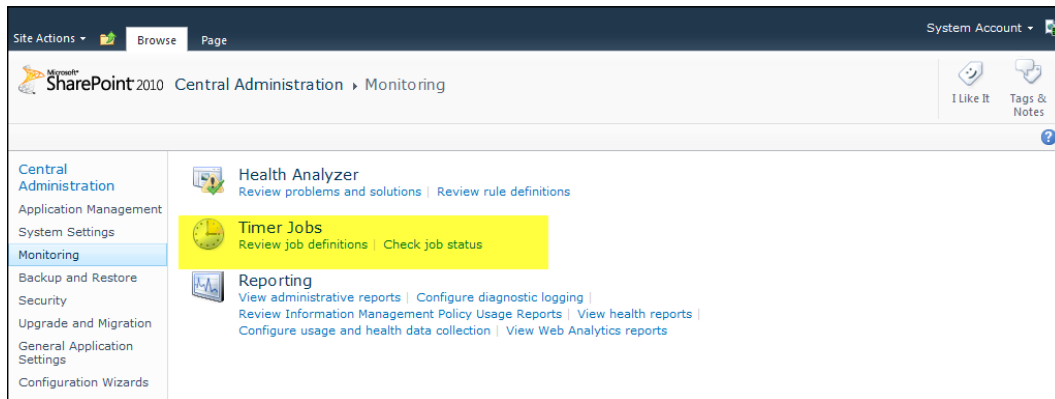 Site Actions Browse Page System Account
Microsoft SharePoint 2010 Central Administration Monitoring
I Like It
Tags &
Notes
Central
Administration
Application Management
System Settings
Monitoring
Backup and Restore
Security
Upgrade and Migration
General Application
Settings
Configuration Wizards
Health Analyzer
Review problems and solutions | Review rule definitions
Timer Jobs
Review job definitions | Check job status
Reporting
View administrative reports | Configure diagnostic logging |
Review Information Management Policy Usage Reports | View health reports |
Configure usage and health data collection | View Web Analytics reports